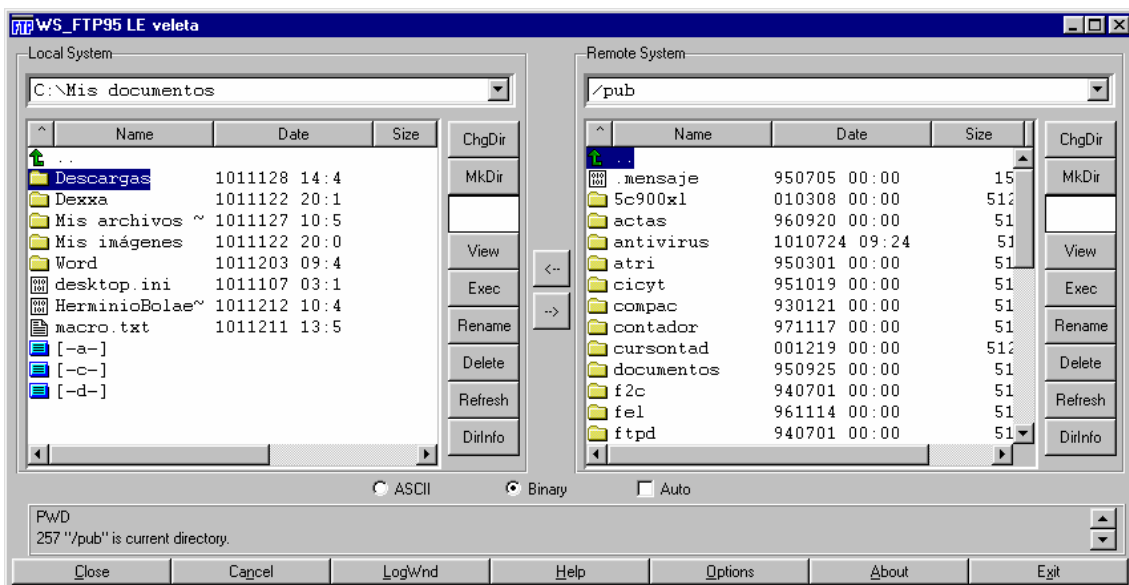 WS_FTP95 LE veleta
Local System
C:\Mis documentos
^ Name Date Size
..
Descargas 1011128 14:4
Dexxa 1011122 20:1
Mis archivos ~ 1011127 10:5
Mis imágenes 1011122 20:0
Word 1011203 09:4
desktop.ini 1011107 03:1
HerminioBolae~ 1011212 10:4
macro.txt 1011211 13:5
[-a-]
[-c-]
[-d-]
ChgDir
MkDir
View
Exec
Rename
Delete
Refresh
DirInfo
<--
-->
Remote System
/pub
^ Name Date Size
..
.mensaje 950705 00:00 15
5c900xl 010308 00:00 512
actas 960920 00:00 51
antivirus 1010724 09:24 51
atri 950301 00:00 51
cicyt 951019 00:00 51
compac 930121 00:00 51
contador 971117 00:00 51
cursontad 001219 00:00 512
documentos 950925 00:00 51
f2c 940701 00:00 51
fel 961114 00:00 51
ftpd 940701 00:00 51
ChgDir
MkDir
View
Exec
Rename
Delete
Refresh
DirInfo
ASCII Binary Auto
PWD
257 "/pub" is current directory.
Close Cancel LogWnd Help Options About Exit